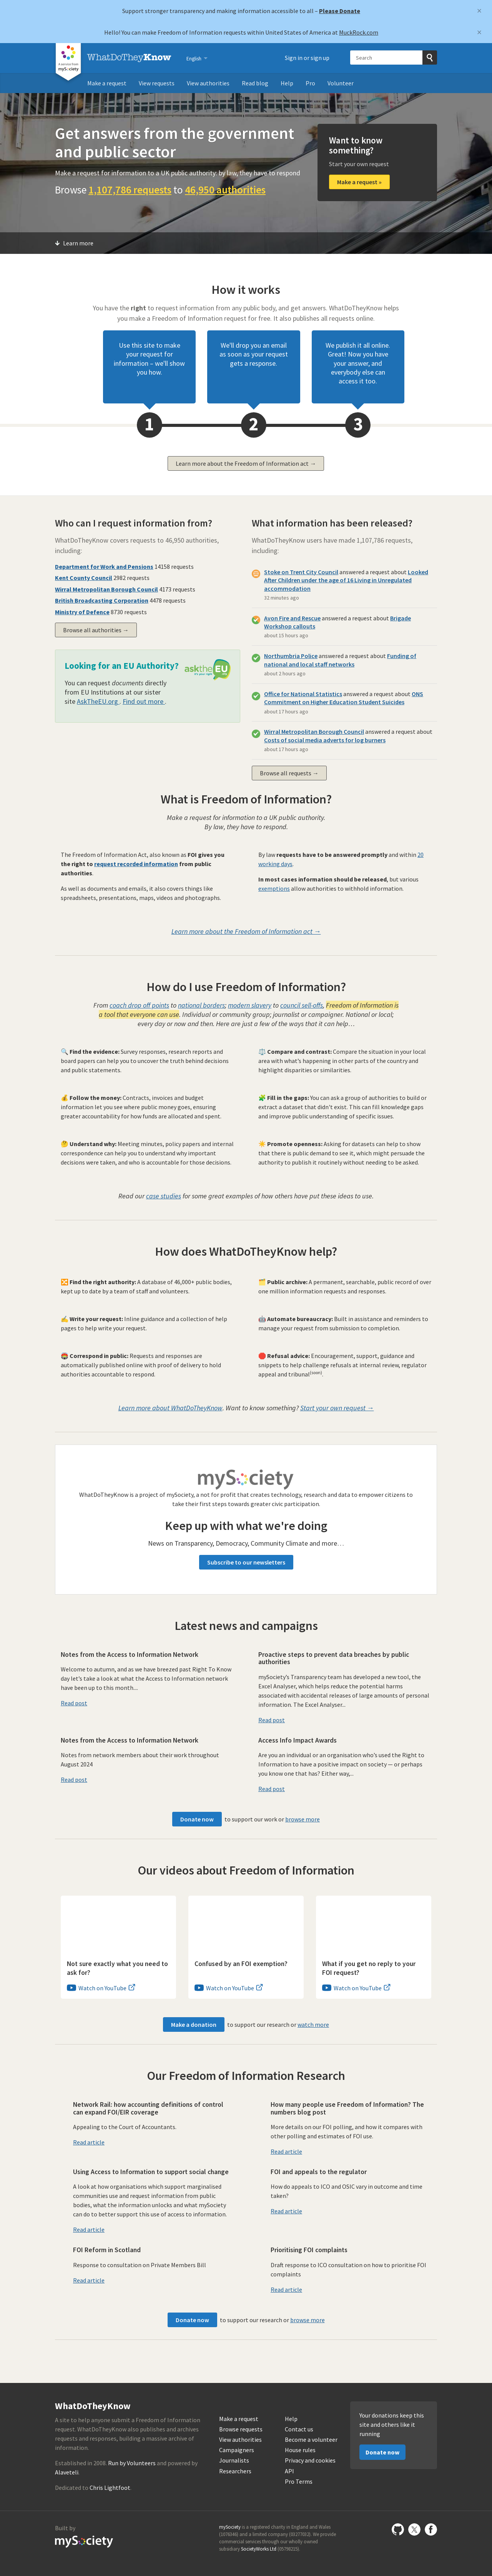 Support stronger transparency and making information accessible to all – Please Donate
×
Hello! You can make Freedom of Information requests within United States of America at MuckRock.com
×
A service from mySociety
WhatDoTheyKnow
English
Sign in or sign up
Search
Make a request
View requests
View authorities
Read blog
Help
Pro
Volunteer
Get answers from the government
and public sector
Make a request for information to a UK public authority: by law, they have to respond
Browse 1,107,786 requests to 46,950 authorities
Want to know
something?
Start your own request
Make a request »
Learn more
How it works
You have the right to request information from any public body, and get answers. WhatDoTheyKnow helps
you make a Freedom of Information request for free. It also publishes all requests online.
Use this site to make
your request for
information – we'll show
you how.
We'll drop you an email
as soon as your request
gets a response.
We publish it all online.
Great! Now you have
your answer, and
everybody else can
access it too.
1
2
3
Learn more about the Freedom of Information act →
Who can I request information from?
WhatDoTheyKnow covers requests to 46,950 authorities,
including:
Department for Work and Pensions 14158 requests
Kent County Council 2982 requests
Wirral Metropolitan Borough Council 4173 requests
British Broadcasting Corporation 4478 requests
Ministry of Defence 8730 requests
Browse all authorities →
Looking for an EU Authority?
You can request documents directly
from EU Institutions at our sister
site AskTheEU.org . Find out more .
askthe EU
it's your right
What information has been released?
WhatDoTheyKnow users have made 1,107,786 requests,
including:
Stoke on Trent City Council answered a request about Looked
After Children under the age of 16 Living in Unregulated
accommodation
32 minutes ago
Avon Fire and Rescue answered a request about Brigade
Workshop callouts
about 15 hours ago
Northumbria Police answered a request about Funding of
national and local staff networks
about 2 hours ago
Office for National Statistics answered a request about ONS
Commitment on Higher Education Student Suicides
about 17 hours ago
Wirral Metropolitan Borough Council answered a request about
Costs of social media adverts for log burners
about 17 hours ago
Browse all requests →
What is Freedom of Information?
Make a request for information to a UK public authority.
By law, they have to respond.
The Freedom of Information Act, also known as FOI gives you
the right to request recorded information from public
authorities.
As well as documents and emails, it also covers things like
spreadsheets, presentations, maps, videos and photographs.
By law requests have to be answered promptly and within 20
working days.
In most cases information should be released, but various
exemptions allow authorities to withhold information.
Learn more about the Freedom of Information act →
How do I use Freedom of Information?
From coach drop off points to national borders; modern slavery to council sell-offs, Freedom of Information is
a tool that everyone can use. Individual or community group; journalist or campaigner. National or local;
every day or now and then. Here are just a few of the ways that it can help…
🔍 Find the evidence: Survey responses, research reports and
board papers can help you to uncover the truth behind decisions
and public statements.
⚖️ Compare and contrast: Compare the situation in your local
area with what's happening in other parts of the country and
highlight disparities or similarities.
💰 Follow the money: Contracts, invoices and budget
information let you see where public money goes, ensuring
greater accountability for how funds are allocated and spent.
🧩 Fill in the gaps: You can ask a group of authorities to build or
extract a dataset that didn't exist. This can fill knowledge gaps
and improve public understanding of specific issues.
🤔 Understand why: Meeting minutes, policy papers and internal
correspondence can help you to understand why important
decisions were taken, and who is accountable for those decisions.
☀️ Promote openness: Asking for datasets can help to show
that there is public demand to see it, which might persuade the
authority to publish it routinely without needing to be asked.
Read our case studies for some great examples of how others have put these ideas to use.
How does WhatDoTheyKnow help?
🔀 Find the right authority: A database of 46,000+ public bodies,
kept up to date by a team of staff and volunteers.
🗂️ Public archive: A permanent, searchable, public record of over
one million information requests and responses.
✍️ Write your request: Inline guidance and a collection of help
pages to help write your request.
🤖 Automate bureaucracy: Built in assistance and reminders to
manage your request from submission to completion.
📮 Correspond in public: Requests and responses are
automatically published online with proof of delivery to hold
authorities accountable to respond.
🛑 Refusal advice: Encouragement, support, guidance and
snippets to help challenge refusals at internal review, regulator
appeal and tribunal(soon).
Learn more about WhatDoTheyKnow. Want to know something? Start your own request →
mySociety
WhatDoTheyKnow is a project of mySociety, a not for profit that creates technology, research and data to empower citizens to
take their first steps towards greater civic participation.
Keep up with what we're doing
News on Transparency, Democracy, Community Climate and more…
Subscribe to our newsletters
Latest news and campaigns
Notes from the Access to Information Network
Welcome to autumn, and as we have breezed past Right To Know
day let's take a look at what the Access to Information network
have been up to this month....
Read post
Proactive steps to prevent data breaches by public
authorities
mySociety's Transparency team has developed a new tool, the
Excel Analyser, which helps reduce the potential harms
associated with accidental releases of large amounts of personal
information. The Excel Analyser...
Read post
Notes from the Access to Information Network
Notes from network members about their work throughout
August 2024
Read post
Access Info Impact Awards
Are you an individual or an organisation who's used the Right to
Information to have a positive impact on society — or perhaps
you know one that has? Either way,...
Read post
Donate now to support our work or browse more
Our videos about Freedom of Information
Not sure exactly what you need to
ask for?
Watch on YouTube
Confused by an FOI exemption?
Watch on YouTube
What if you get no reply to your
FOI request?
Watch on YouTube
Make a donation to support our research or watch more
Our Freedom of Information Research
Network Rail: how accounting definitions of control
can expand FOI/EIR coverage
Appealing to the Court of Accountants.
Read article
How many people use Freedom of Information? The
numbers blog post
More details on our FOI polling, and how it compares with
other polling and estimates of FOI use.
Read article
Using Access to Information to support social change
A look at how organisations which support marginalised
communities use and request information from public
bodies, what the information unlocks and what mySociety
can do to better support this use of access to information.
Read article
FOI and appeals to the regulator
How do appeals to ICO and OSIC vary in outcome and time
taken?
Read article
FOI Reform in Scotland
Response to consultation on Private Members Bill
Read article
Prioritising FOI complaints
Draft response to ICO consultation on how to prioritise FOI
complaints
Read article
Donate now to support our research or browse more
WhatDoTheyKnow
A site to help anyone submit a Freedom of Information
request. WhatDoTheyKnow also publishes and archives
requests and responses, building a massive archive of
information.
Established in 2008. Run by Volunteers and powered by
Alaveteli.
Dedicated to Chris Lightfoot.
Make a request
Browse requests
View authorities
Campaigners
Journalists
Researchers
Help
Contact us
Become a volunteer
House rules
Privacy and cookies
API
Pro Terms
Your donations keep this
site and others like it
running
Donate now
Built by
mySociety
mySociety is a registered charity in England and Wales
(1076346) and a limited company (03277032). We provide
commercial services through our wholly owned
subsidiary SocietyWorks Ltd (05798215).